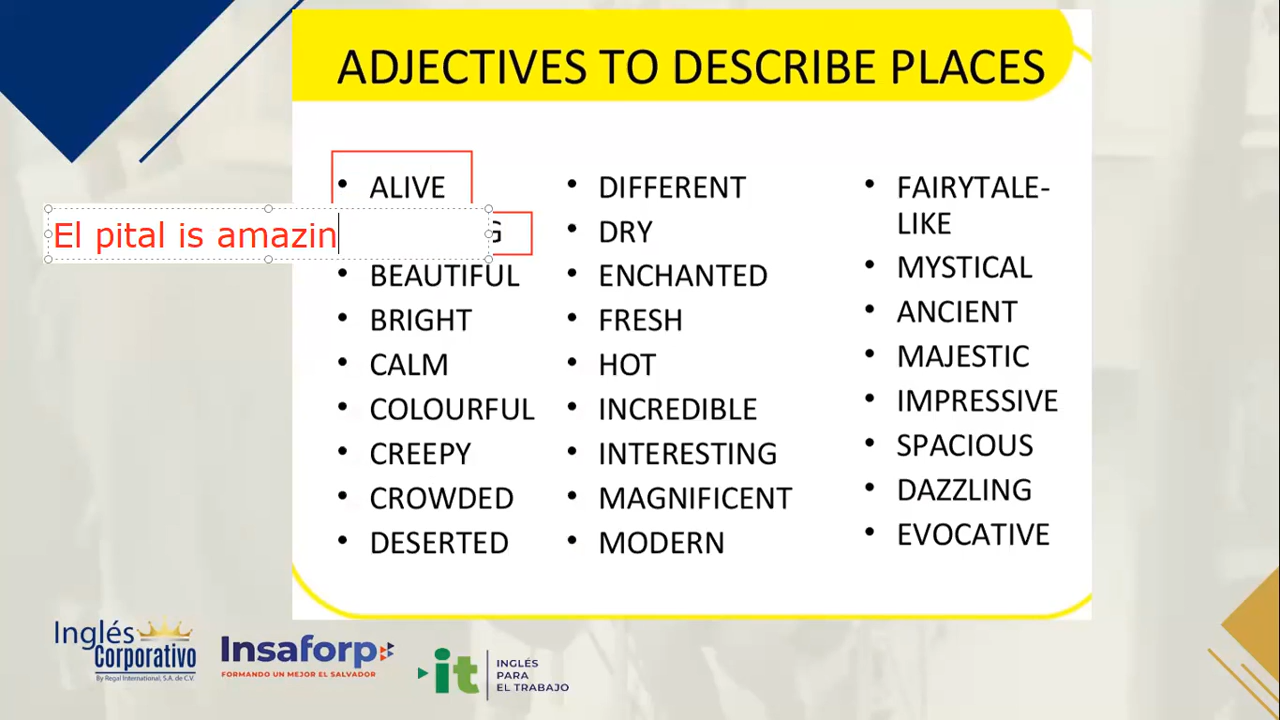 ADJECTIVES TO DESCRIBE PLACES
• ALIVE
El pital is amazin
• BEAUTIFUL
• BRIGHT
• CALM
• COLOURFUL
• CREEPY
• CROWDED
• DESERTED
• DIFFERENT
• DRY
• ENCHANTED
• FRESH
• HOT
• INCREDIBLE
• INTERESTING
• MAGNIFICENT
• MODERN
• FAIRYTALE-
LIKE
• MYSTICAL
• ANCIENT
• MAJESTIC
• IMPRESSIVE
• SPACIOUS
• DAZZLING
• EVOCATIVE
Inglés
Corporativo
By Regal International, S.A. de C.V.
Insaforp
FORMANDO UN MEJOR EL SALVADOR
it
INGLÉS
PARA
EL TRABAJO